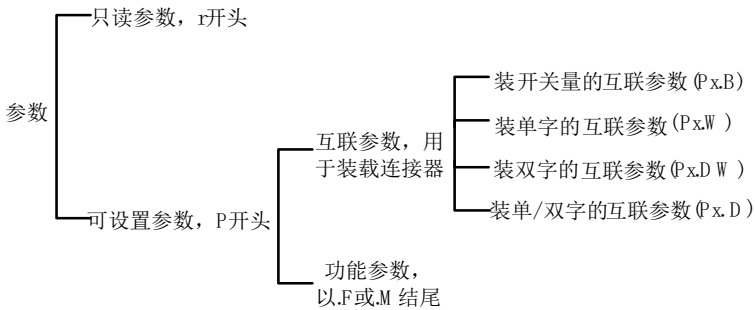 只读参数，r开头
参数
可设置参数，P开头
互联参数，用
于装载连接器
功能参数，
以.F或.M 结尾
装开关量的互联参数(Px.B)
装单字的互联参数(Px.W )
装双字的互联参数(Px.D W )
装单/双字的互联参数(Px.D)